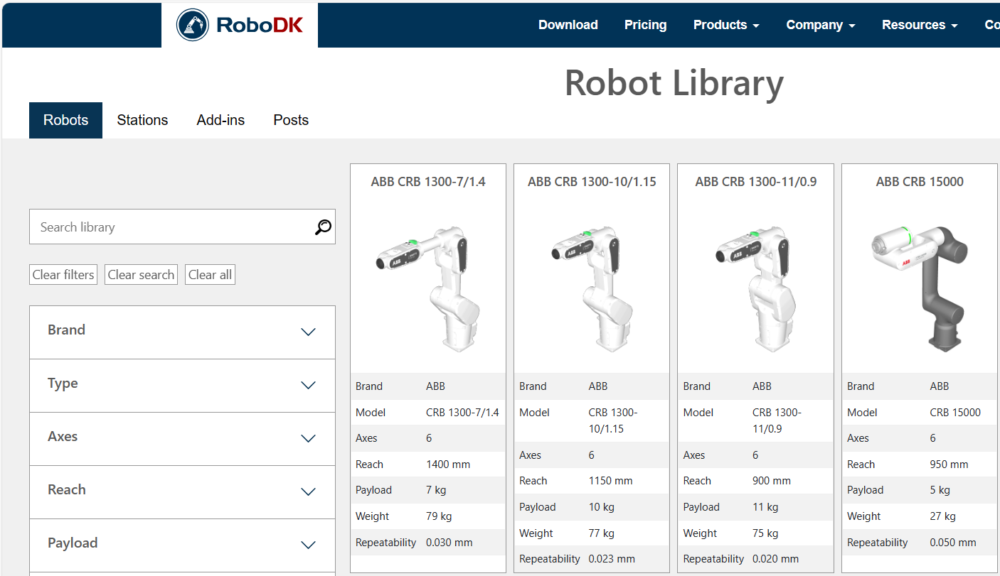 RoboDK
Download Pricing Products Company Resources Co
Robot Library
Robots Stations Add-ins Posts
Search library
Clear filters Clear search Clear all
Brand
Type
Axes
Reach
Payload
ABB CRB 1300-7/1.4
ABB
Brand ABB
Model CRB 1300-7/1.4
Axes 6
Reach 1400 mm
Payload 7 kg
Weight 79 kg
Repeatability 0.030 mm
ABB CRB 1300-10/1.15
ABB
Brand ABB
Model CRB 1300-
10/1.15
Axes 6
Reach 1150 mm
Payload 10 kg
Weight 77 kg
Repeatability 0.023 mm
ABB CRB 1300-11/0.9
ABB
Brand ABB
Model CRB 1300-
11/0.9
Axes 6
Reach 900 mm
Payload 11 kg
Weight 75 kg
Repeatability 0.020 mm
ABB CRB 15000
ABB
Brand ABB
Model CRB 15000
Axes 6
Reach 950 mm
Payload 5 kg
Weight 27 kg
Repeatability 0.050 mm